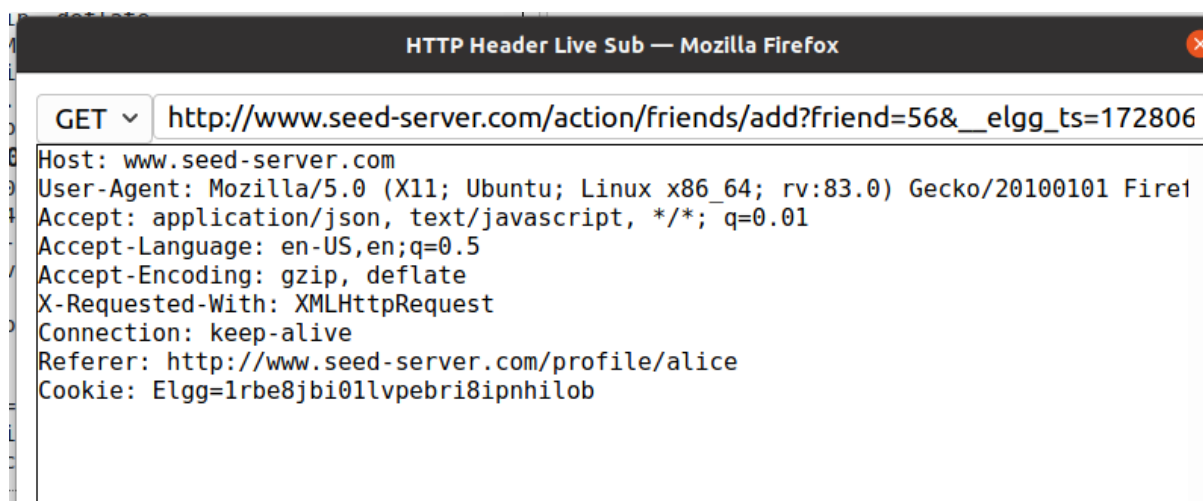 HTTP Header Live Sub — Mozilla Firefox
GET http://www.seed-server.com/action/friends/add?friend=56&__elgg_ts=172806
Host: www.seed-server.com
User-Agent: Mozilla/5.0 (X11; Ubuntu; Linux x86_64; rv:83.0) Gecko/20100101 Firef
Accept: application/json, text/javascript, */*; q=0.01
Accept-Language: en-US,en;q=0.5
Accept-Encoding: gzip, deflate
X-Requested-With: XMLHttpRequest
Connection: keep-alive
Referer: http://www.seed-server.com/profile/alice
Cookie: Elgg=1rbe8jbi01lvpebri8ipnhilob